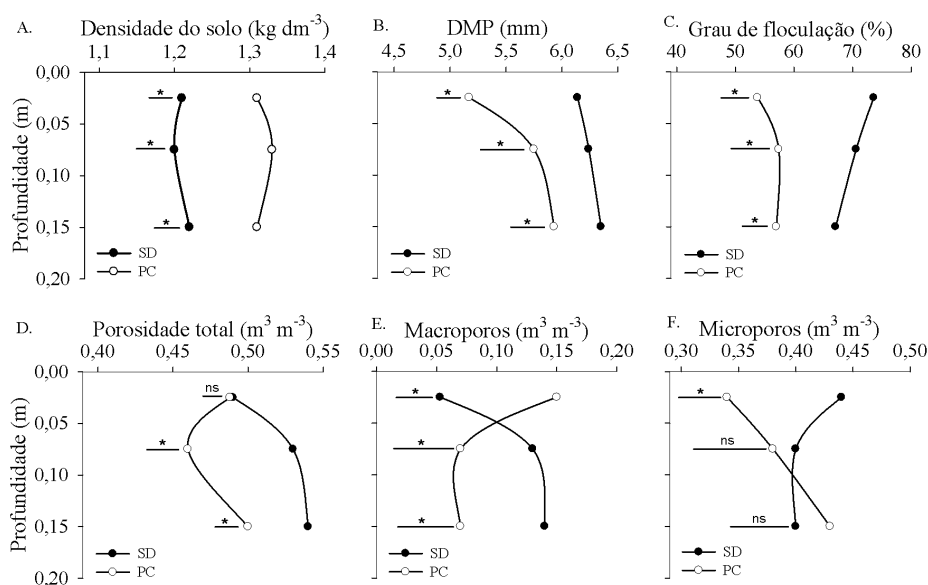 A. Densidade do solo (kg dm⁻³)
1,1 1,2 1,3 1,4
B. DMP (mm)
4,5 5,0 5,5 6,0 6,5
C. Grau de floculação (%)
40 50 60 70 80
Profundidade (m)
0,00
0,05
0,10
0,15
0,20
* * *
* * *
* * *
SD
PC
SD
PC
SD
PC
D. Porosidade total (m³ m⁻³)
0,40 0,45 0,50 0,55
E. Macroporos (m³ m⁻³)
0,00 0,05 0,10 0,15 0,20
F. Microporos (m³ m⁻³)
0,30 0,35 0,40 0,45 0,50
Profundidade (m)
0,00
0,05
0,10
0,15
0,20
ns * *
* * ns
* * ns
SD
PC
SD
PC
SD
PC